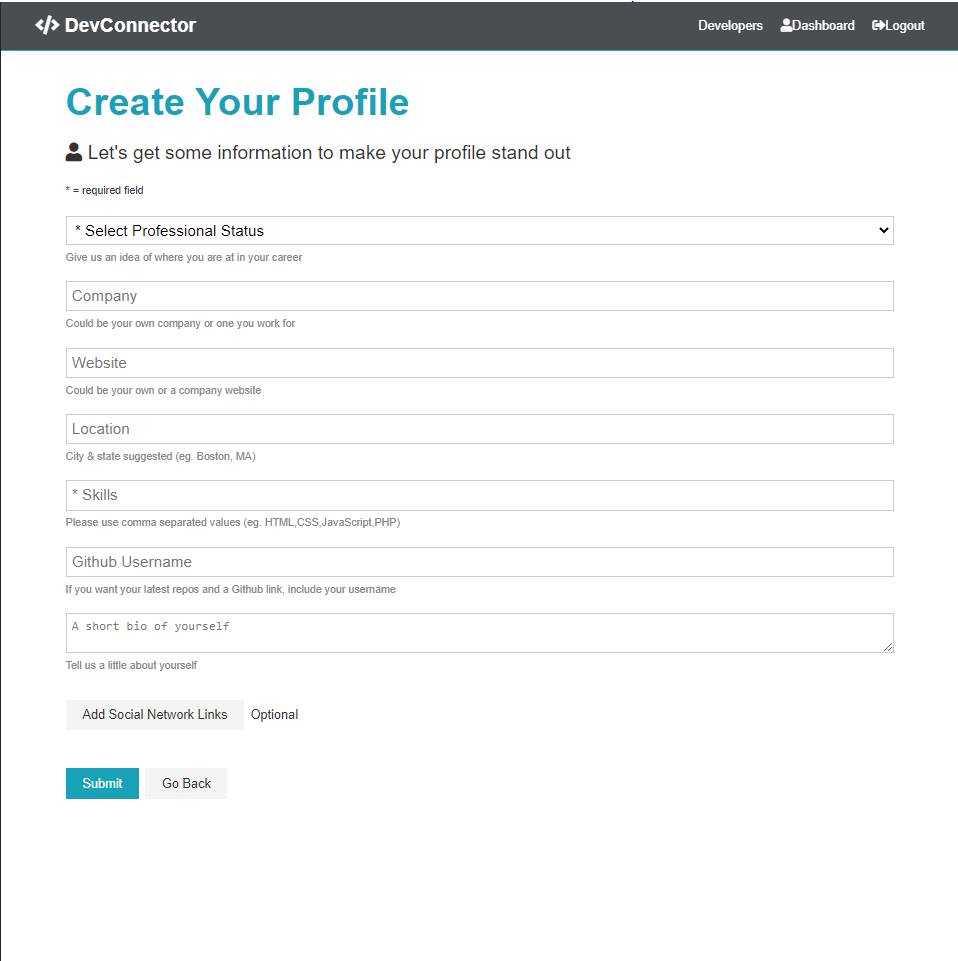 DevConnector
Developers Dashboard Logout
Create Your Profile
Let's get some information to make your profile stand out
* = required field
* Select Professional Status
Give us an idea of where you are at in your career
Company
Could be your own company or one you work for
Website
Could be your own or a company website
Location
City & state suggested (eg. Boston, MA)
* Skills
Please use comma separated values (eg. HTML,CSS,JavaScript,PHP)
Github Username
If you want your latest repos and a Github link, include your username
A short bio of yourself
Tell us a little about yourself
Add Social Network Links Optional
Submit Go Back